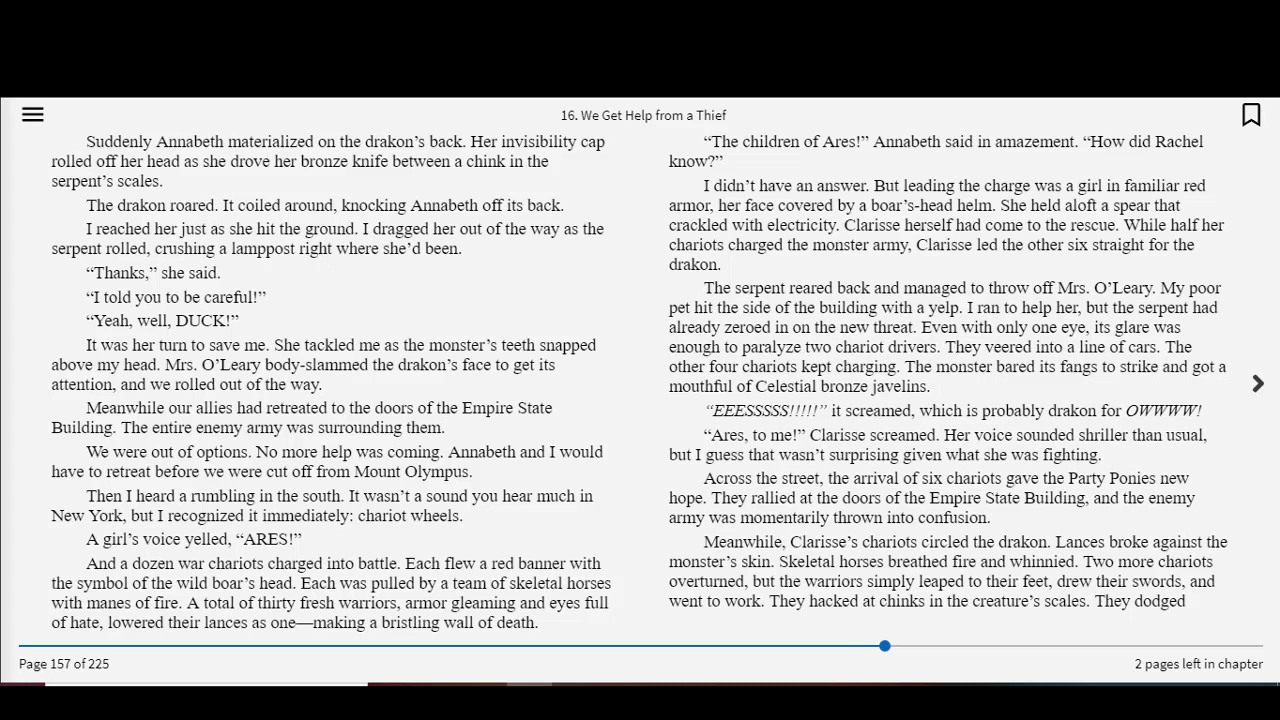 16. We Get Help from a Thief
Suddenly Annabeth materialized on the drakon’s back. Her invisibility cap
rolled off her head as she drove her bronze knife between a chink in the
serpent’s scales.
The drakon roared. It coiled around, knocking Annabeth off its back.
I reached her just as she hit the ground. I dragged her out of the way as the
serpent rolled, crushing a lamppost right where she’d been.
“Thanks,” she said.
“I told you to be careful!”
“Yeah, well, DUCK!”
It was her turn to save me. She tackled me as the monster’s teeth snapped
above my head. Mrs. O’Leary body-slammed the drakon’s face to get its
attention, and we rolled out of the way.
Meanwhile our allies had retreated to the doors of the Empire State
Building. The entire enemy army was surrounding them.
We were out of options. No more help was coming. Annabeth and I would
have to retreat before we were cut off from Mount Olympus.
Then I heard a rumbling in the south. It wasn’t a sound you hear much in
New York, but I recognized it immediately: chariot wheels.
A girl’s voice yelled, “ARES!”
And a dozen war chariots charged into battle. Each flew a red banner with
the symbol of the wild boar’s head. Each was pulled by a team of skeletal horses
with manes of fire. A total of thirty fresh warriors, armor gleaming and eyes full
of hate, lowered their lances as one—making a bristling wall of death.
“The children of Ares!” Annabeth said in amazement. “How did Rachel
know?”
I didn’t have an answer. But leading the charge was a girl in familiar red
armor, her face covered by a boar’s-head helm. She held aloft a spear that
crackled with electricity. Clarisse herself had come to the rescue. While half her
chariots charged the monster army, Clarisse led the other six straight for the
drakon.
The serpent reared back and managed to throw off Mrs. O’Leary. My poor
pet hit the side of the building with a yelp. I ran to help her, but the serpent had
already zeroed in on the new threat. Even with only one eye, its glare was
enough to paralyze two chariot drivers. They veered into a line of cars. The
other four chariots kept charging. The monster bared its fangs to strike and got a
mouthful of Celestial bronze javelins.
“EEESSSSS!!!!!” it screamed, which is probably drakon for OWWWW!
“Ares, to me!” Clarisse screamed. Her voice sounded shriller than usual,
but I guess that wasn’t surprising given what she was fighting.
Across the street, the arrival of six chariots gave the Party Ponies new
hope. They rallied at the doors of the Empire State Building, and the enemy
army was momentarily thrown into confusion.
Meanwhile, Clarisse’s chariots circled the drakon. Lances broke against the
monster’s skin. Skeletal horses breathed fire and whinnied. Two more chariots
overturned, but the warriors simply leaped to their feet, drew their swords, and
went to work. They hacked at chinks in the creature’s scales. They dodged
Page 157 of 225
2 pages left in chapter